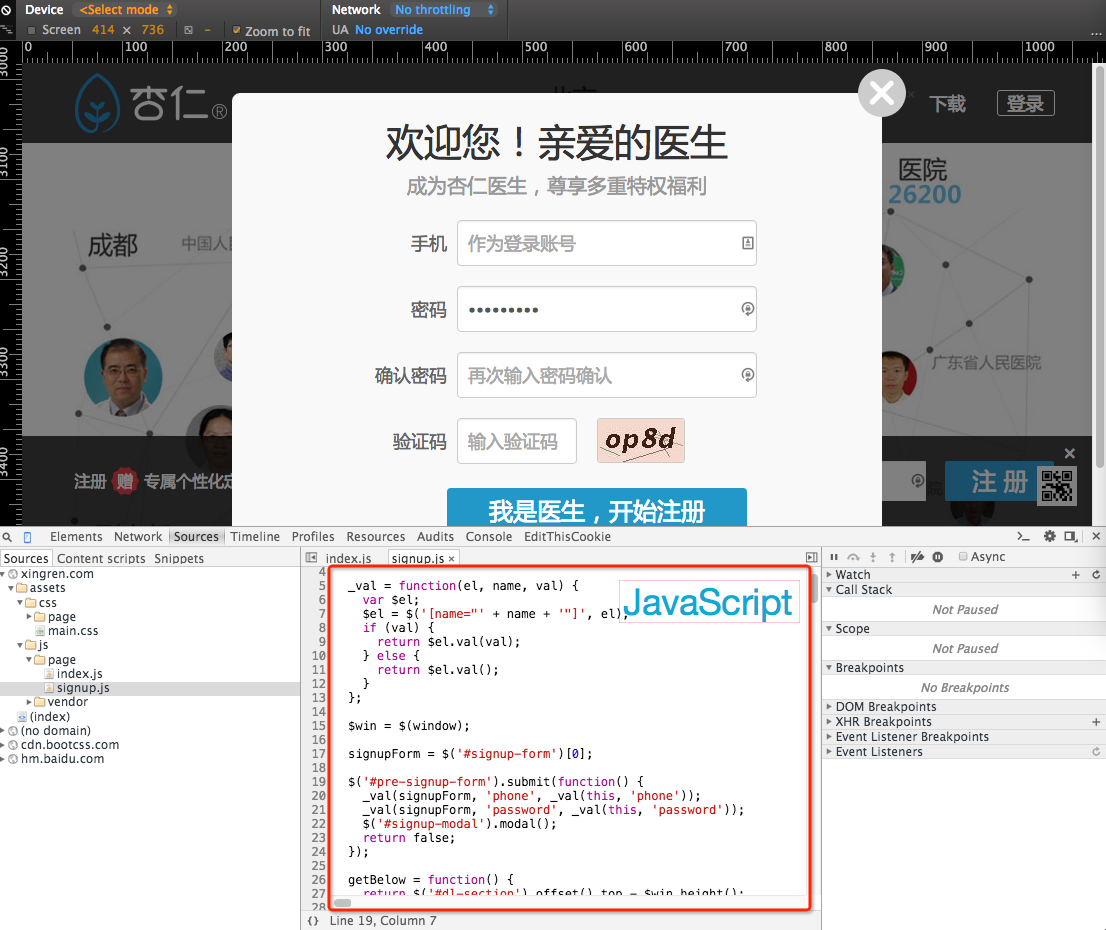 Device <Select mode> Network No throttling
Screen 414 × 736 – Zoom to fit UA No override …
0 100 200 300 400 500 600 700 800 900 1000
3000
3100
3200
3300
3400
杏仁®
下载 登录
欢迎您！亲爱的医生
成为杏仁医生，尊享多重特权福利
医院
26200
成都
手机 作为登录账号
密码 •••••••••
确认密码 再次输入密码确认
广东省人民医院
验证码 输入验证码 op8d
注册 赠 专属个性化定
注 册
我是医生，开始注册
Elements Network Sources Timeline Profiles Resources Audits Console EditThisCookie
Sources Content scripts Snippets
xingren.com
assets
css
page
main.css
js
page
index.js
signup.js
vendor
(index)
(no domain)
cdn.bootcss.com
hm.baidu.com
index.js signup.js ×
JavaScript
4
5 _val = function(el, name, val) {
6 var $el;
7 $el = $('[name="' + name + '"]', el);
8 if (val) {
9 return $el.val(val);
10 } else {
11 return $el.val();
12 }
13 };
14
15 $win = $(window);
16
17 signupForm = $('#signup-form')[0];
18
19 $('#pre-signup-form').submit(function() {
20 _val(signupForm, 'phone', _val(this, 'phone'));
21 _val(signupForm, 'password', _val(this, 'password'));
22 $('#signup-modal').modal();
23 return false;
24 });
25
26 getBelow = function() {
27 return $('#dl-section').offset().top - $win.height();
28
{} Line 19, Column 7
Async
Watch
Call Stack
Not Paused
Scope
Not Paused
Breakpoints
No Breakpoints
DOM Breakpoints
XHR Breakpoints
Event Listener Breakpoints
Event Listeners